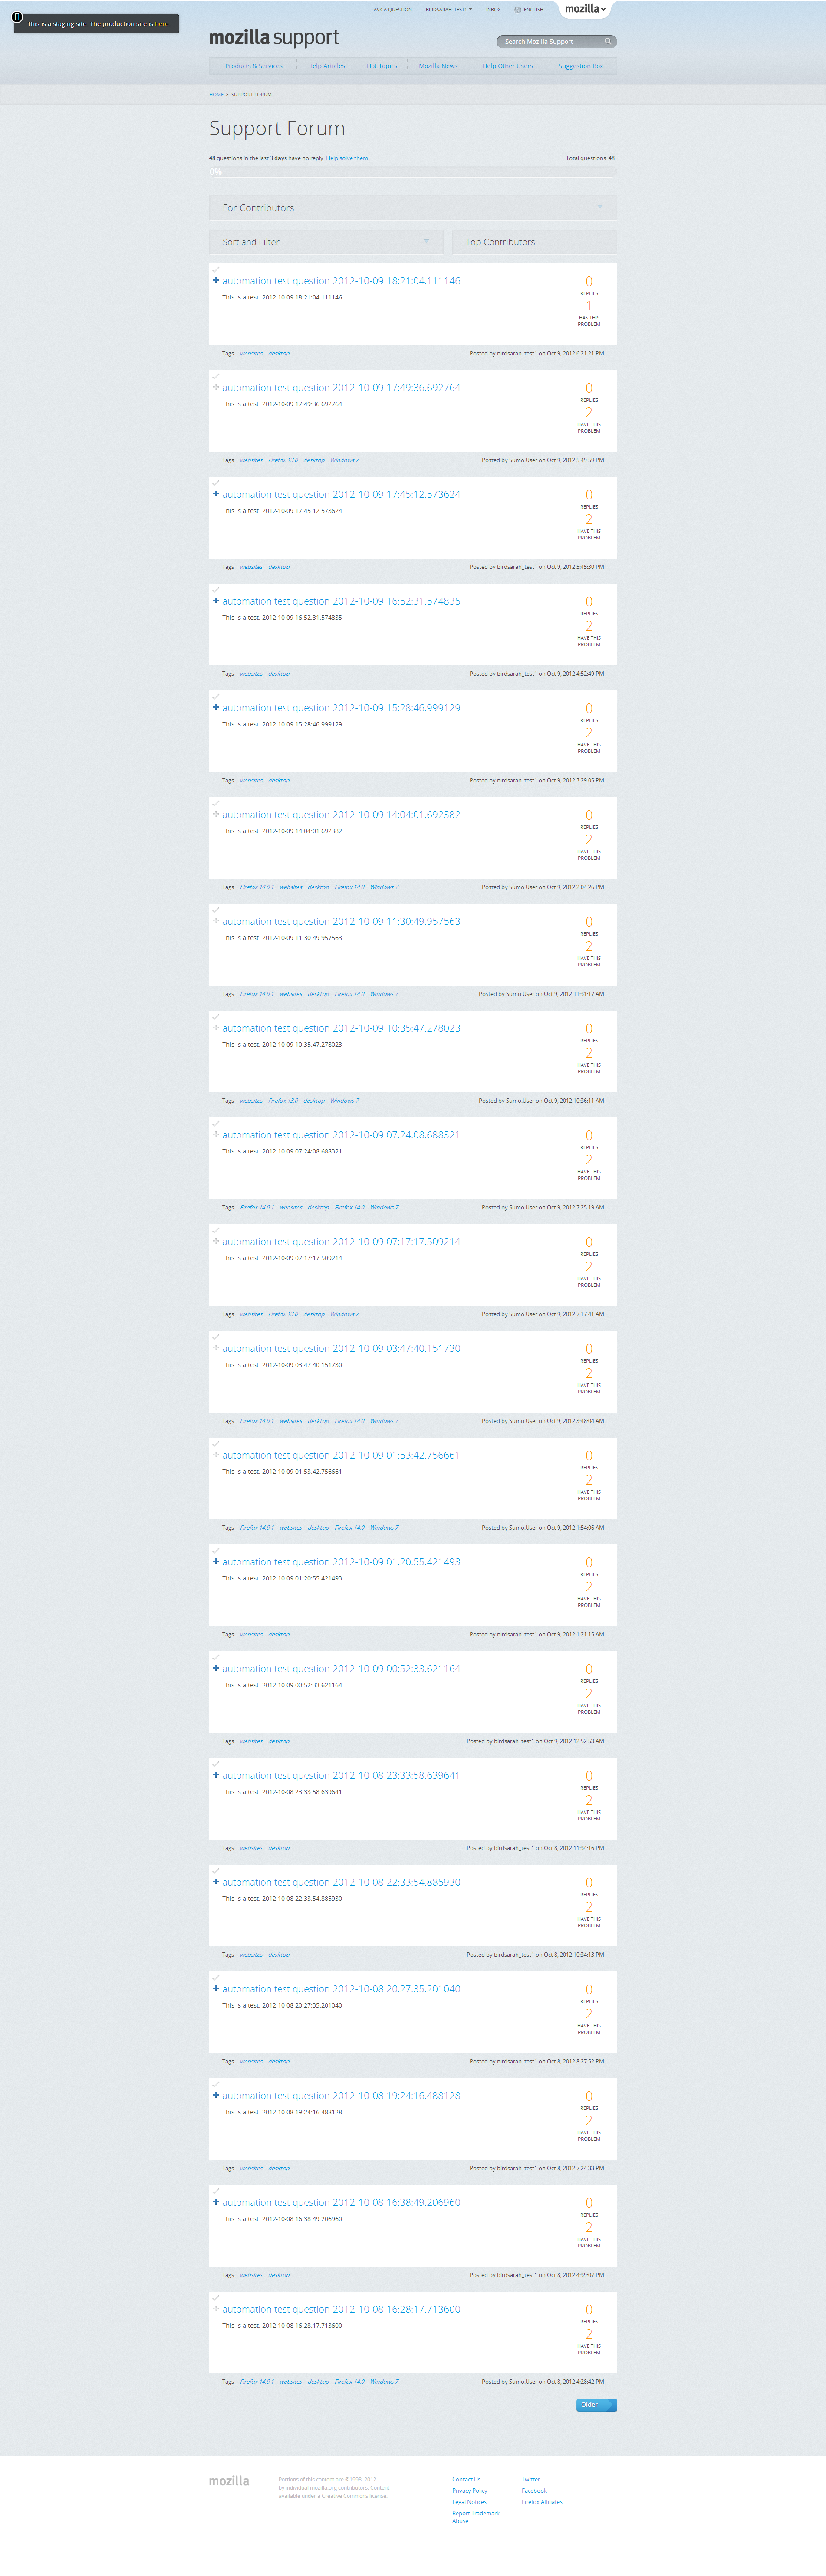 ASK A QUESTION BIRDSARAH_TEST1 INBOX ENGLISH mozilla
This is a staging site. The production site is here.
mozilla support
Search Mozilla Support
Products & Services Help Articles Hot Topics Mozilla News Help Other Users Suggestion Box
HOME » SUPPORT FORUM
Support Forum
48 questions in the last 3 days have no reply. Help solve them! Total questions: 48
0%
For Contributors
Sort and Filter Top Contributors
automation test question 2012-10-09 18:21:04.111146
This is a test. 2012-10-09 18:21:04.111146
0
REPLIES
1
HAS THIS
PROBLEM
Tags websites desktop Posted by birdsarah_test1 on Oct 9, 2012 6:21:21 PM
automation test question 2012-10-09 17:49:36.692764
This is a test. 2012-10-09 17:49:36.692764
0
REPLIES
2
HAVE THIS
PROBLEM
Tags websites Firefox 13.0 desktop Windows 7 Posted by Sumo.User on Oct 9, 2012 5:49:59 PM
automation test question 2012-10-09 17:45:12.573624
This is a test. 2012-10-09 17:45:12.573624
0
REPLIES
2
HAVE THIS
PROBLEM
Tags websites desktop Posted by birdsarah_test1 on Oct 9, 2012 5:45:30 PM
automation test question 2012-10-09 16:52:31.574835
This is a test. 2012-10-09 16:52:31.574835
0
REPLIES
2
HAVE THIS
PROBLEM
Tags websites desktop Posted by birdsarah_test1 on Oct 9, 2012 4:52:49 PM
automation test question 2012-10-09 15:28:46.999129
This is a test. 2012-10-09 15:28:46.999129
0
REPLIES
2
HAVE THIS
PROBLEM
Tags websites desktop Posted by birdsarah_test1 on Oct 9, 2012 3:29:05 PM
automation test question 2012-10-09 14:04:01.692382
This is a test. 2012-10-09 14:04:01.692382
0
REPLIES
2
HAVE THIS
PROBLEM
Tags Firefox 14.0.1 websites desktop Firefox 14.0 Windows 7 Posted by Sumo.User on Oct 9, 2012 2:04:26 PM
automation test question 2012-10-09 11:30:49.957563
This is a test. 2012-10-09 11:30:49.957563
0
REPLIES
2
HAVE THIS
PROBLEM
Tags Firefox 14.0.1 websites desktop Firefox 14.0 Windows 7 Posted by Sumo.User on Oct 9, 2012 11:31:17 AM
automation test question 2012-10-09 10:35:47.278023
This is a test. 2012-10-09 10:35:47.278023
0
REPLIES
2
HAVE THIS
PROBLEM
Tags websites Firefox 13.0 desktop Windows 7 Posted by Sumo.User on Oct 9, 2012 10:36:11 AM
automation test question 2012-10-09 07:24:08.688321
This is a test. 2012-10-09 07:24:08.688321
0
REPLIES
2
HAVE THIS
PROBLEM
Tags Firefox 14.0.1 websites desktop Firefox 14.0 Windows 7 Posted by Sumo.User on Oct 9, 2012 7:25:19 AM
automation test question 2012-10-09 07:17:17.509214
This is a test. 2012-10-09 07:17:17.509214
0
REPLIES
2
HAVE THIS
PROBLEM
Tags websites Firefox 13.0 desktop Windows 7 Posted by Sumo.User on Oct 9, 2012 7:17:41 AM
automation test question 2012-10-09 03:47:40.151730
This is a test. 2012-10-09 03:47:40.151730
0
REPLIES
2
HAVE THIS
PROBLEM
Tags Firefox 14.0.1 websites desktop Firefox 14.0 Windows 7 Posted by Sumo.User on Oct 9, 2012 3:48:04 AM
automation test question 2012-10-09 01:53:42.756661
This is a test. 2012-10-09 01:53:42.756661
0
REPLIES
2
HAVE THIS
PROBLEM
Tags Firefox 14.0.1 websites desktop Firefox 14.0 Windows 7 Posted by Sumo.User on Oct 9, 2012 1:54:06 AM
automation test question 2012-10-09 01:20:55.421493
This is a test. 2012-10-09 01:20:55.421493
0
REPLIES
2
HAVE THIS
PROBLEM
Tags websites desktop Posted by birdsarah_test1 on Oct 9, 2012 1:21:15 AM
automation test question 2012-10-09 00:52:33.621164
This is a test. 2012-10-09 00:52:33.621164
0
REPLIES
2
HAVE THIS
PROBLEM
Tags websites desktop Posted by birdsarah_test1 on Oct 9, 2012 12:52:53 AM
automation test question 2012-10-08 23:33:58.639641
This is a test. 2012-10-08 23:33:58.639641
0
REPLIES
2
HAVE THIS
PROBLEM
Tags websites desktop Posted by birdsarah_test1 on Oct 8, 2012 11:34:16 PM
automation test question 2012-10-08 22:33:54.885930
This is a test. 2012-10-08 22:33:54.885930
0
REPLIES
2
HAVE THIS
PROBLEM
Tags websites desktop Posted by birdsarah_test1 on Oct 8, 2012 10:34:13 PM
automation test question 2012-10-08 20:27:35.201040
This is a test. 2012-10-08 20:27:35.201040
0
REPLIES
2
HAVE THIS
PROBLEM
Tags websites desktop Posted by birdsarah_test1 on Oct 8, 2012 8:27:52 PM
automation test question 2012-10-08 19:24:16.488128
This is a test. 2012-10-08 19:24:16.488128
0
REPLIES
2
HAVE THIS
PROBLEM
Tags websites desktop Posted by birdsarah_test1 on Oct 8, 2012 7:24:33 PM
automation test question 2012-10-08 16:38:49.206960
This is a test. 2012-10-08 16:38:49.206960
0
REPLIES
2
HAVE THIS
PROBLEM
Tags websites desktop Posted by birdsarah_test1 on Oct 8, 2012 4:39:07 PM
automation test question 2012-10-08 16:28:17.713600
This is a test. 2012-10-08 16:28:17.713600
0
REPLIES
2
HAVE THIS
PROBLEM
Tags Firefox 14.0.1 websites desktop Firefox 14.0 Windows 7 Posted by Sumo.User on Oct 8, 2012 4:28:42 PM
Older
mozilla
Portions of this content are ©1998–2012
by individual mozilla.org contributors. Content
available under a Creative Commons license.
Contact Us
Privacy Policy
Legal Notices
Report Trademark
Abuse
Twitter
Facebook
Firefox Affiliates